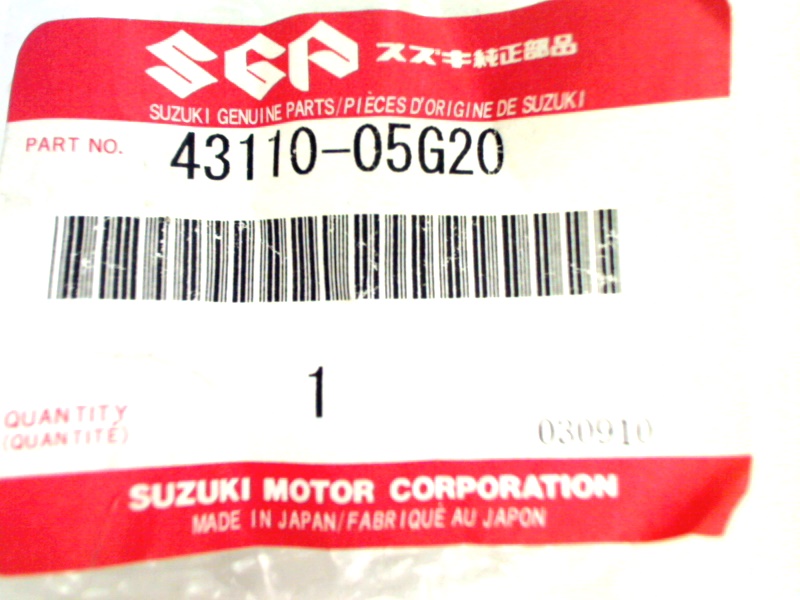 SGP スズキ純正部品
SUZUKI GENUINE PARTS/PIÈCES D'ORIGINE DE SUZUKI
PART NO. 43110-05G20
1
QUANTITY
(QUANTITÉ)
030910
SUZUKI MOTOR CORPORATION
MADE IN JAPAN/FABRIQUÉ AU JAPON